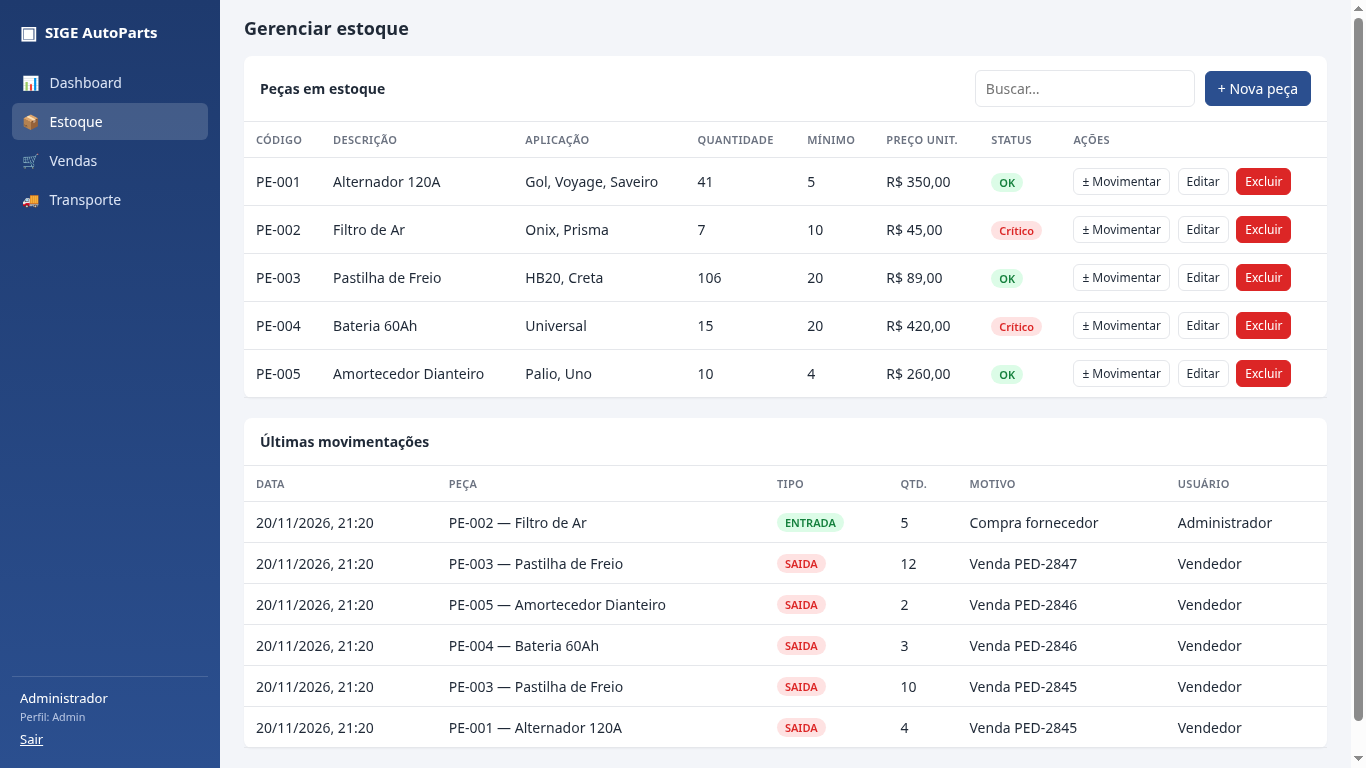 SIGE AutoParts
Dashboard
Estoque
Vendas
Transporte
Administrador
Perfil: Admin
Sair
Gerenciar estoque
Peças em estoque
Buscar...
+ Nova peça
CÓDIGO DESCRIÇÃO APLICAÇÃO QUANTIDADE MÍNIMO PREÇO UNIT. STATUS AÇÕES
PE-001 Alternador 120A Gol, Voyage, Saveiro 41 5 R$ 350,00 OK ± Movimentar Editar Excluir
PE-002 Filtro de Ar Onix, Prisma 7 10 R$ 45,00 Crítico ± Movimentar Editar Excluir
PE-003 Pastilha de Freio HB20, Creta 106 20 R$ 89,00 OK ± Movimentar Editar Excluir
PE-004 Bateria 60Ah Universal 15 20 R$ 420,00 Crítico ± Movimentar Editar Excluir
PE-005 Amortecedor Dianteiro Palio, Uno 10 4 R$ 260,00 OK ± Movimentar Editar Excluir
Últimas movimentações
DATA PEÇA TIPO QTD. MOTIVO USUÁRIO
20/11/2026, 21:20 PE-002 — Filtro de Ar ENTRADA 5 Compra fornecedor Administrador
20/11/2026, 21:20 PE-003 — Pastilha de Freio SAIDA 12 Venda PED-2847 Vendedor
20/11/2026, 21:20 PE-005 — Amortecedor Dianteiro SAIDA 2 Venda PED-2846 Vendedor
20/11/2026, 21:20 PE-004 — Bateria 60Ah SAIDA 3 Venda PED-2846 Vendedor
20/11/2026, 21:20 PE-003 — Pastilha de Freio SAIDA 10 Venda PED-2845 Vendedor
20/11/2026, 21:20 PE-001 — Alternador 120A SAIDA 4 Venda PED-2845 Vendedor